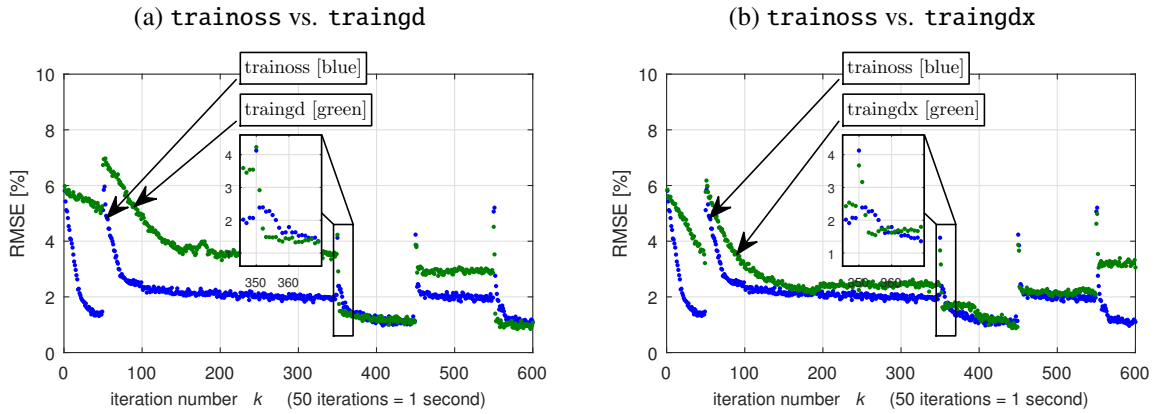 (a) trainoss vs. traingd
trainoss [blue]
traingd [green]
10
8
6
4
2
0
RMSE [%]
4
3
2
1
350 360
0 100 200 300 400 500 600
iteration number k (50 iterations = 1 second)
(b) trainoss vs. traingdx
trainoss [blue]
traingdx [green]
10
8
6
4
2
0
RMSE [%]
4
3
2
1
350 360
0 100 200 300 400 500 600
iteration number k (50 iterations = 1 second)